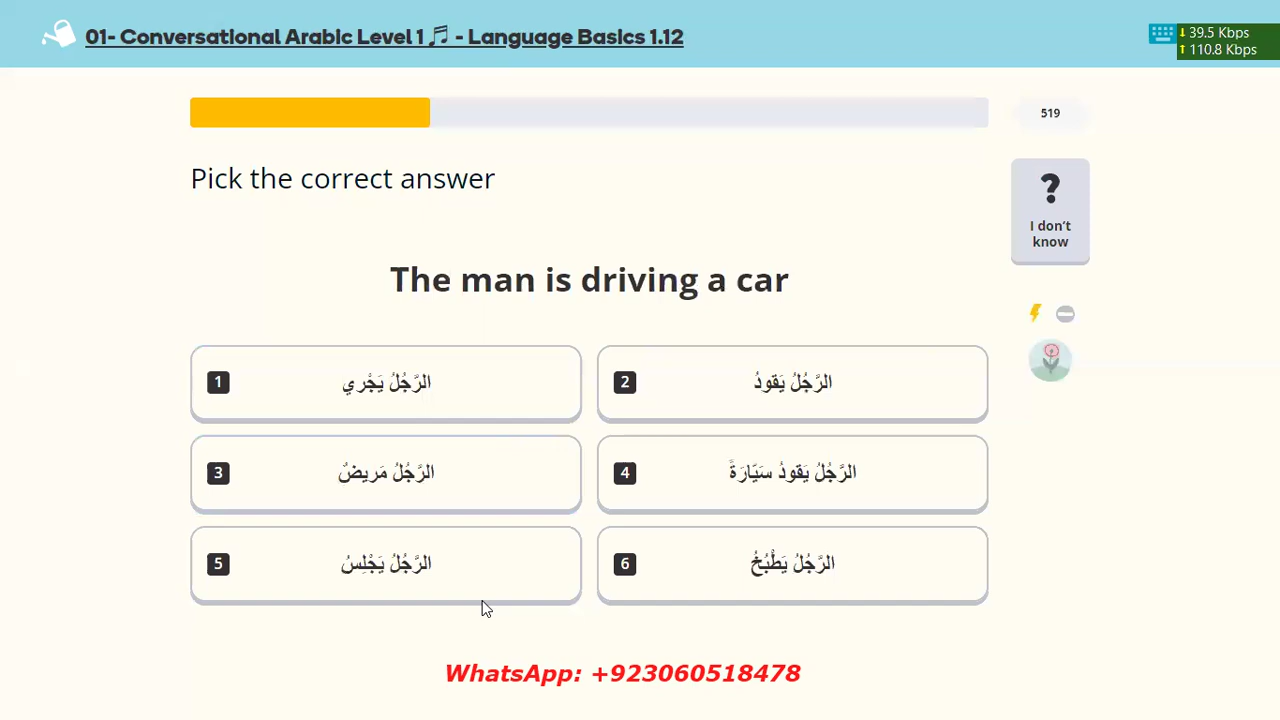 01- Conversational Arabic Level 1 🎵 - Language Basics 1.12
39.5 Kbps
110.8 Kbps
519
Pick the correct answer
?
I don't
know
The man is driving a car
1 الرَّجُلُ يَجْري
2 الرَّجُلُ يَقودُ
3 الرَّجُلُ مَريضٌ
4 الرَّجُلُ يَقودُ سَيّارَةً
5 الرَّجُلُ يَجْلِسُ
6 الرَّجُلُ يَطْبُخُ
WhatsApp: +923060518478